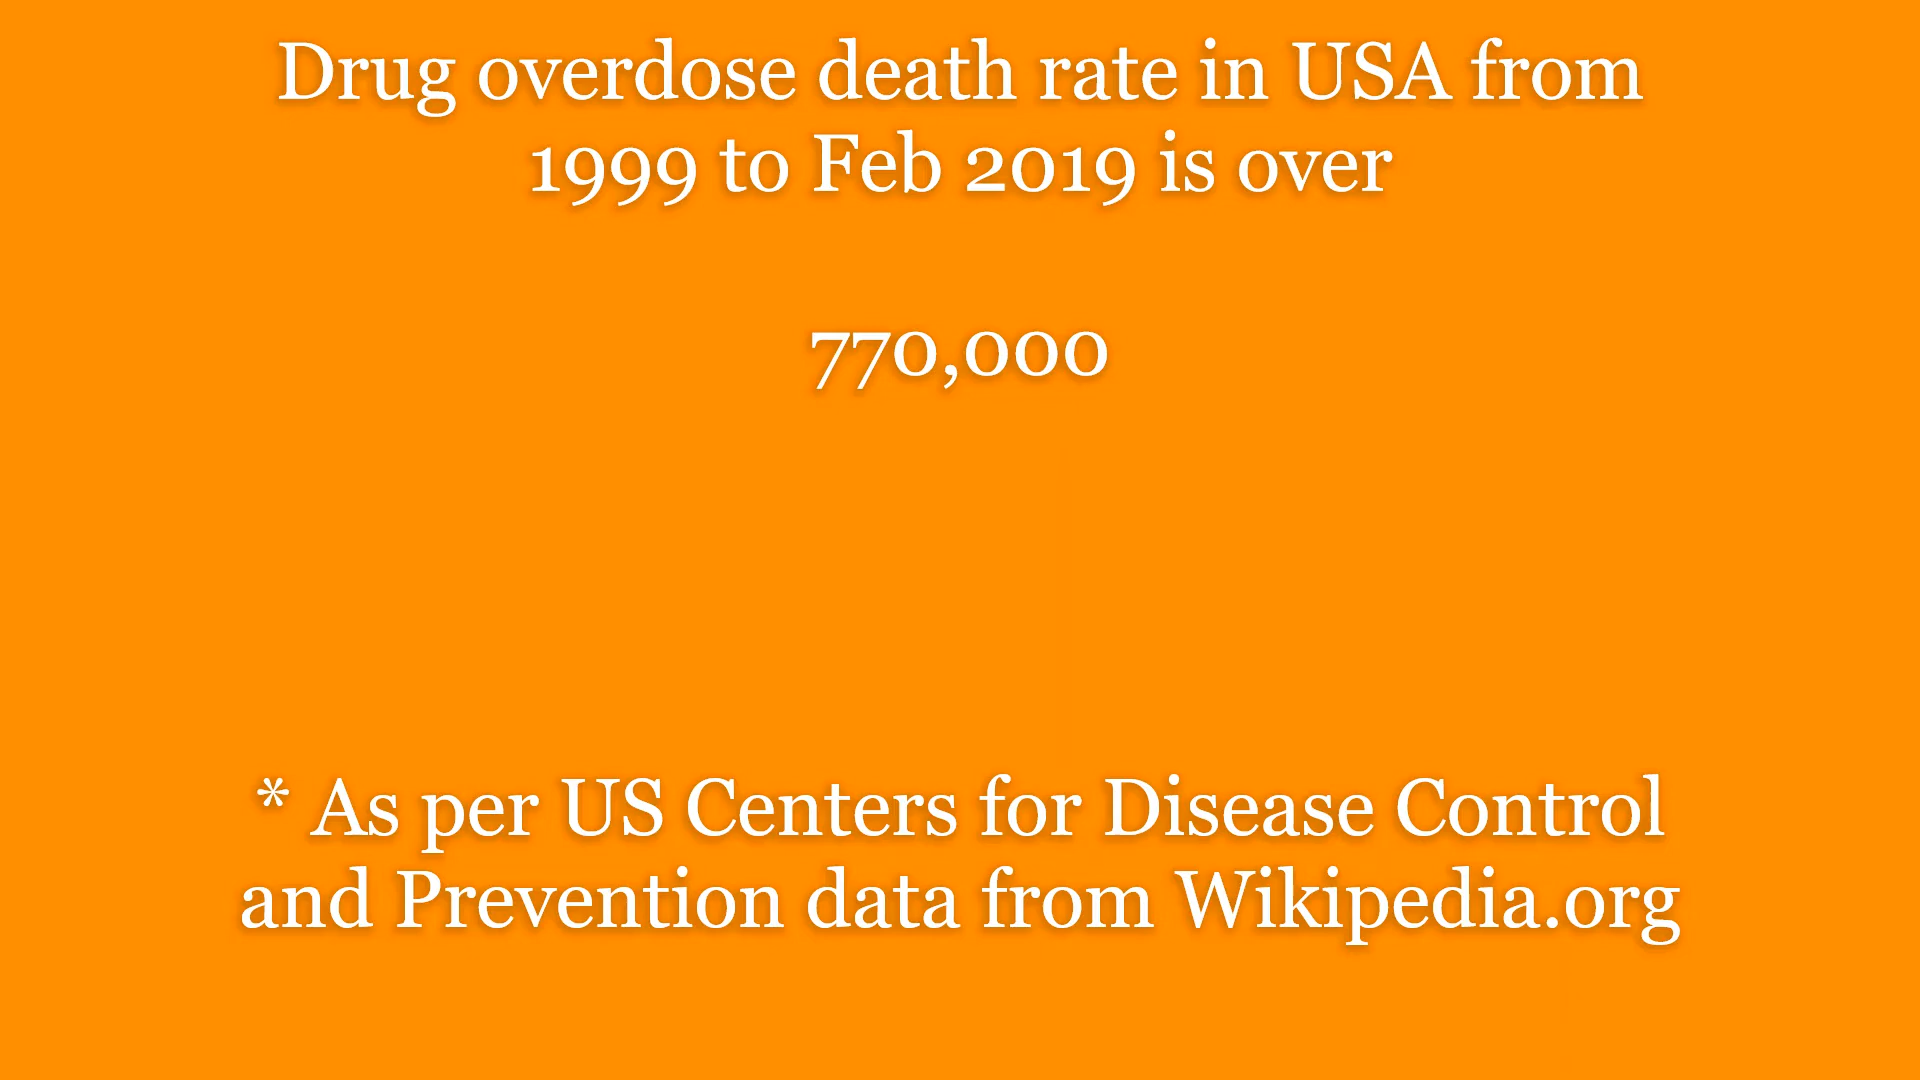 Drug overdose death rate in USA from
1999 to Feb 2019 is over
770,000
* As per US Centers for Disease Control
and Prevention data from Wikipedia.org